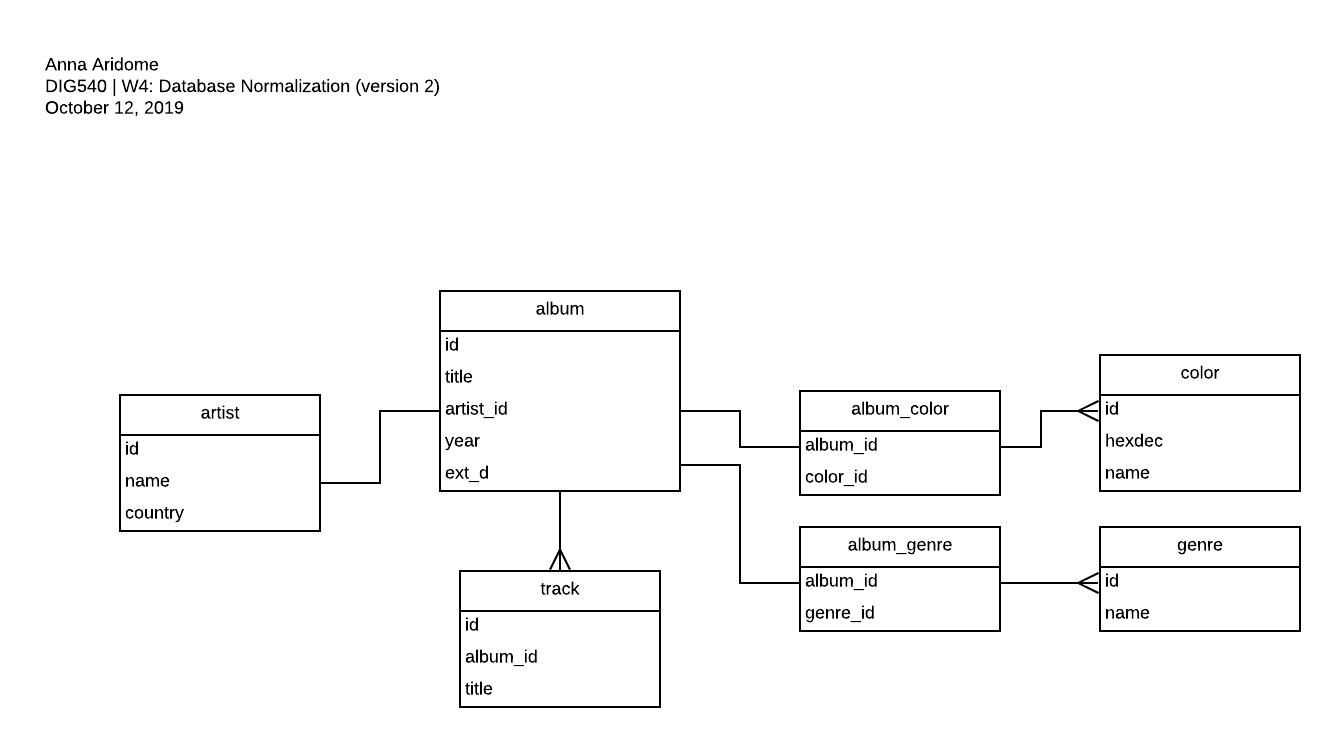 Anna Aridome
DIG540 | W4: Database Normalization (version 2)
October 12, 2019
artist
id
name
country
album
id
title
artist_id
year
ext_d
track
id
album_id
title
album_color
album_id
color_id
color
id
hexdec
name
album_genre
album_id
genre_id
genre
id
name